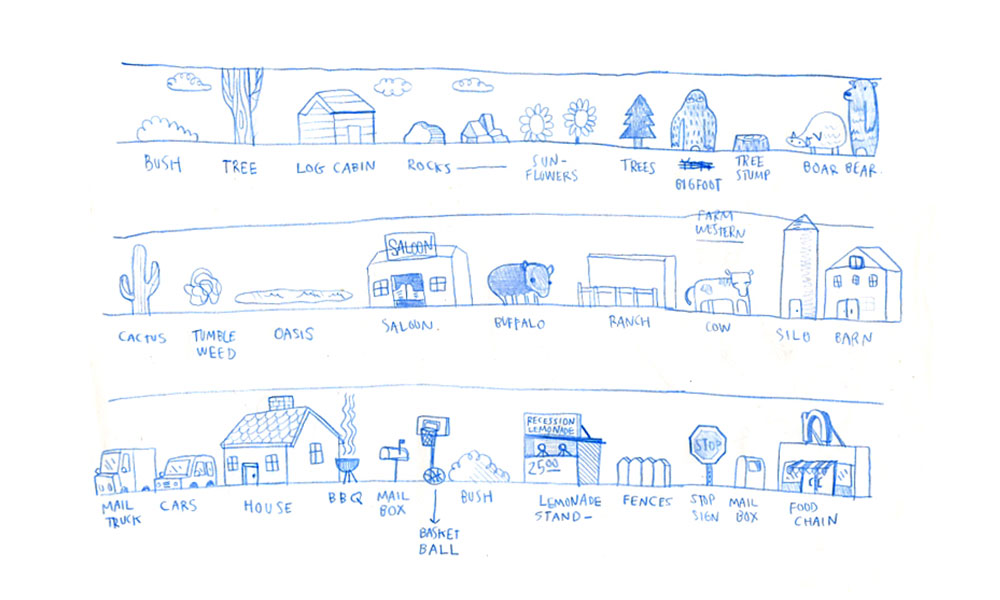 BUSH
TREE
LOG CABIN
ROCKS
SUN-
FLOWERS
TREES
BIGFOOT
TREE
STUMP
BOAR BEAR.
FARM
WESTERN
SALOON
CACTUS
TUMBLE
WEED
OASIS
SALOON.
BUFFALO
RANCH
COW
SILO
BARN
RECESSION
LEMONADE
25.00
STOP
MAIL
TRUCK
CARS
HOUSE
BBQ
MAIL
BOX
BASKET
BALL
BUSH
LEMONADE
STAND-
FENCES
STOP
SIGN
MAIL
BOX
FOOD
CHAIN